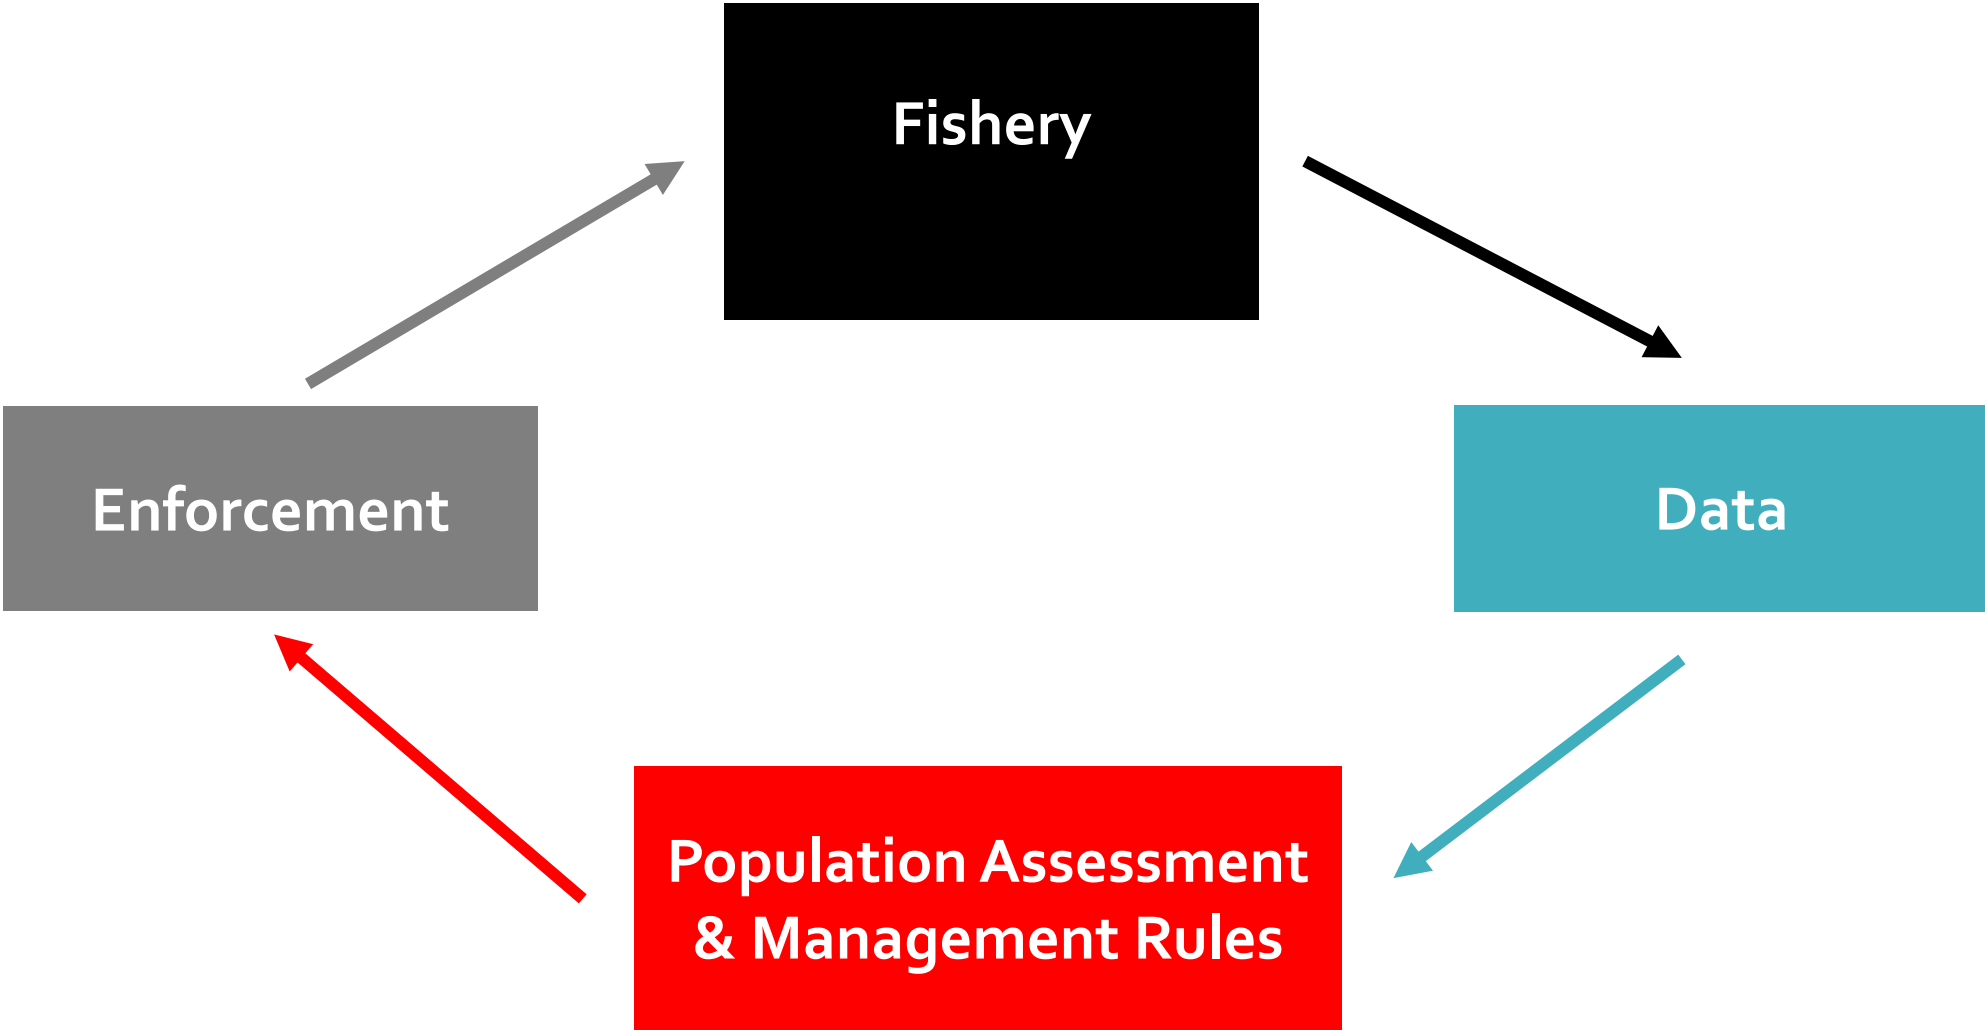 Fishery
Enforcement
Data
Population Assessment
& Management Rules